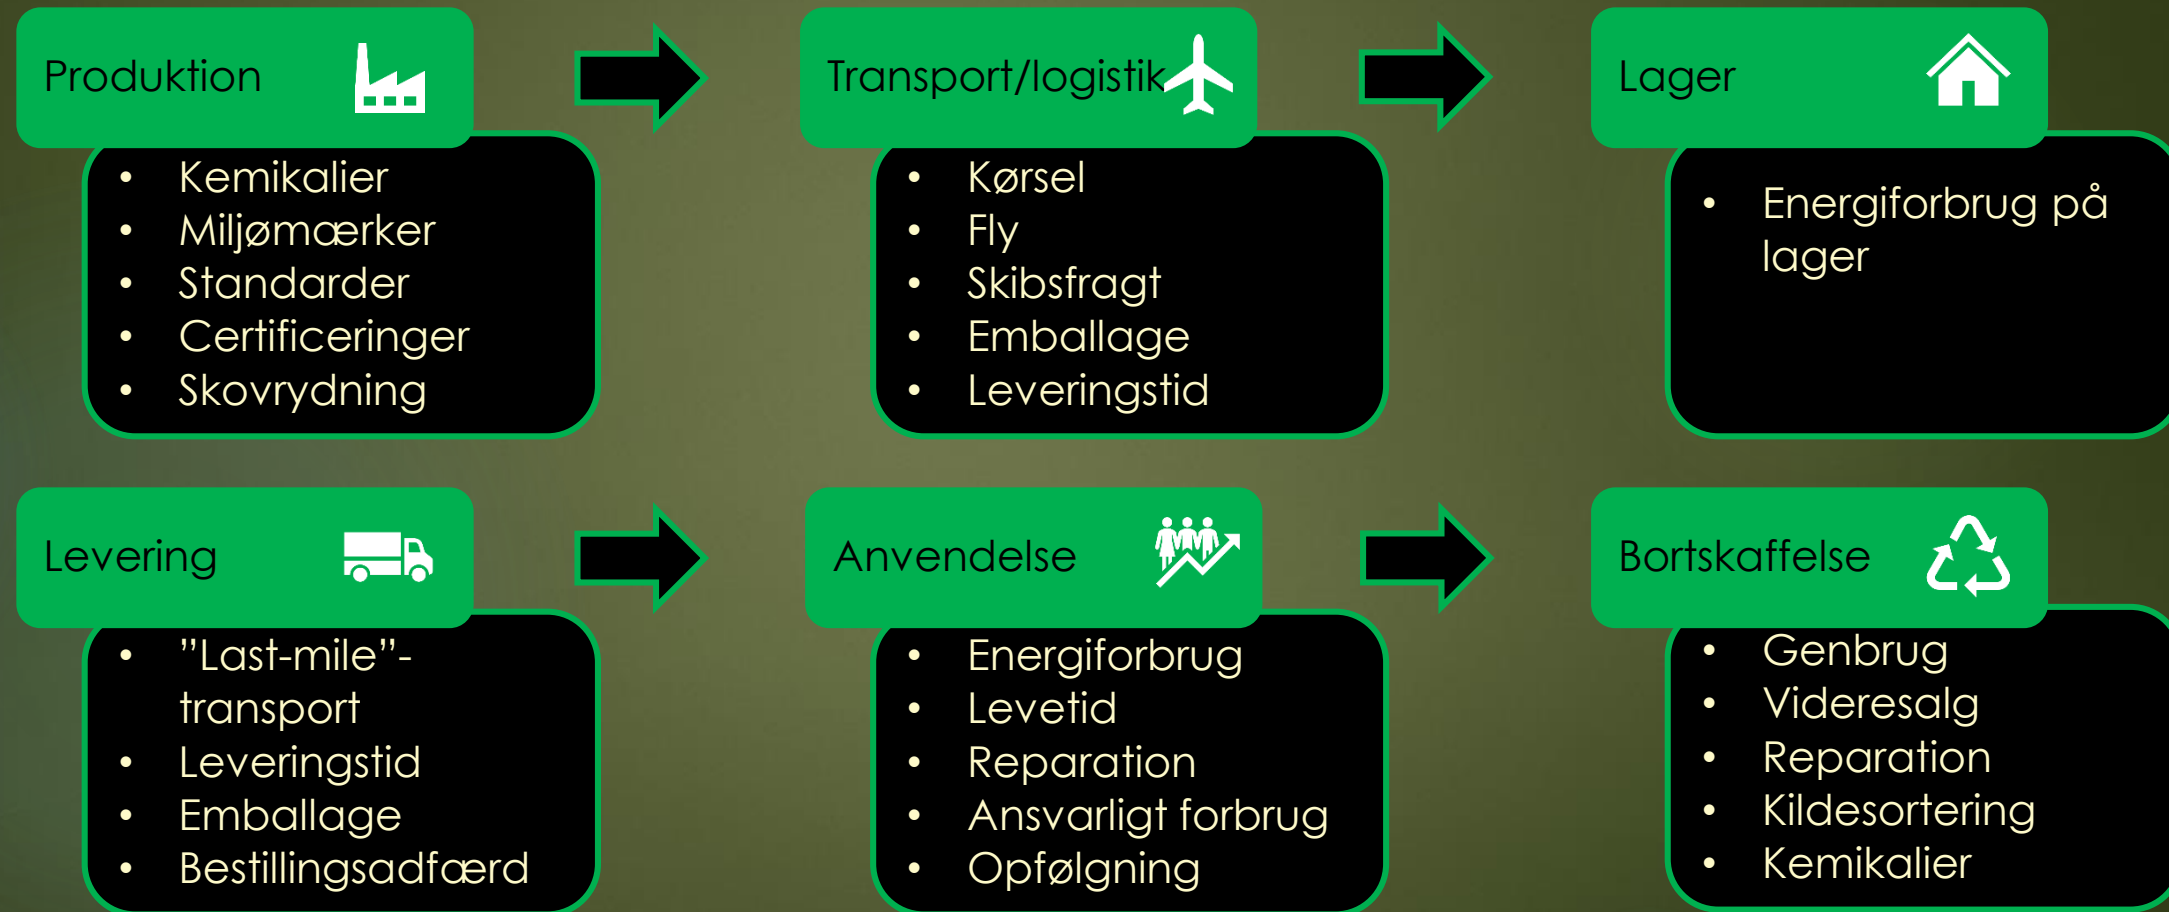 Produktion
• Kemikalier
• Miljømærker
• Standarder
• Certificeringer
• Skovrydning
Transport/logistik
• Kørsel
• Fly
• Skibsfragt
• Emballage
• Leveringstid
Lager
• Energiforbrug på
lager
Levering
• ”Last-mile”-
transport
• Leveringstid
• Emballage
• Bestillingsadfærd
Anvendelse
• Energiforbrug
• Levetid
• Reparation
• Ansvarligt forbrug
• Opfølgning
Bortskaffelse
• Genbrug
• Videresalg
• Reparation
• Kildesortering
• Kemikalier